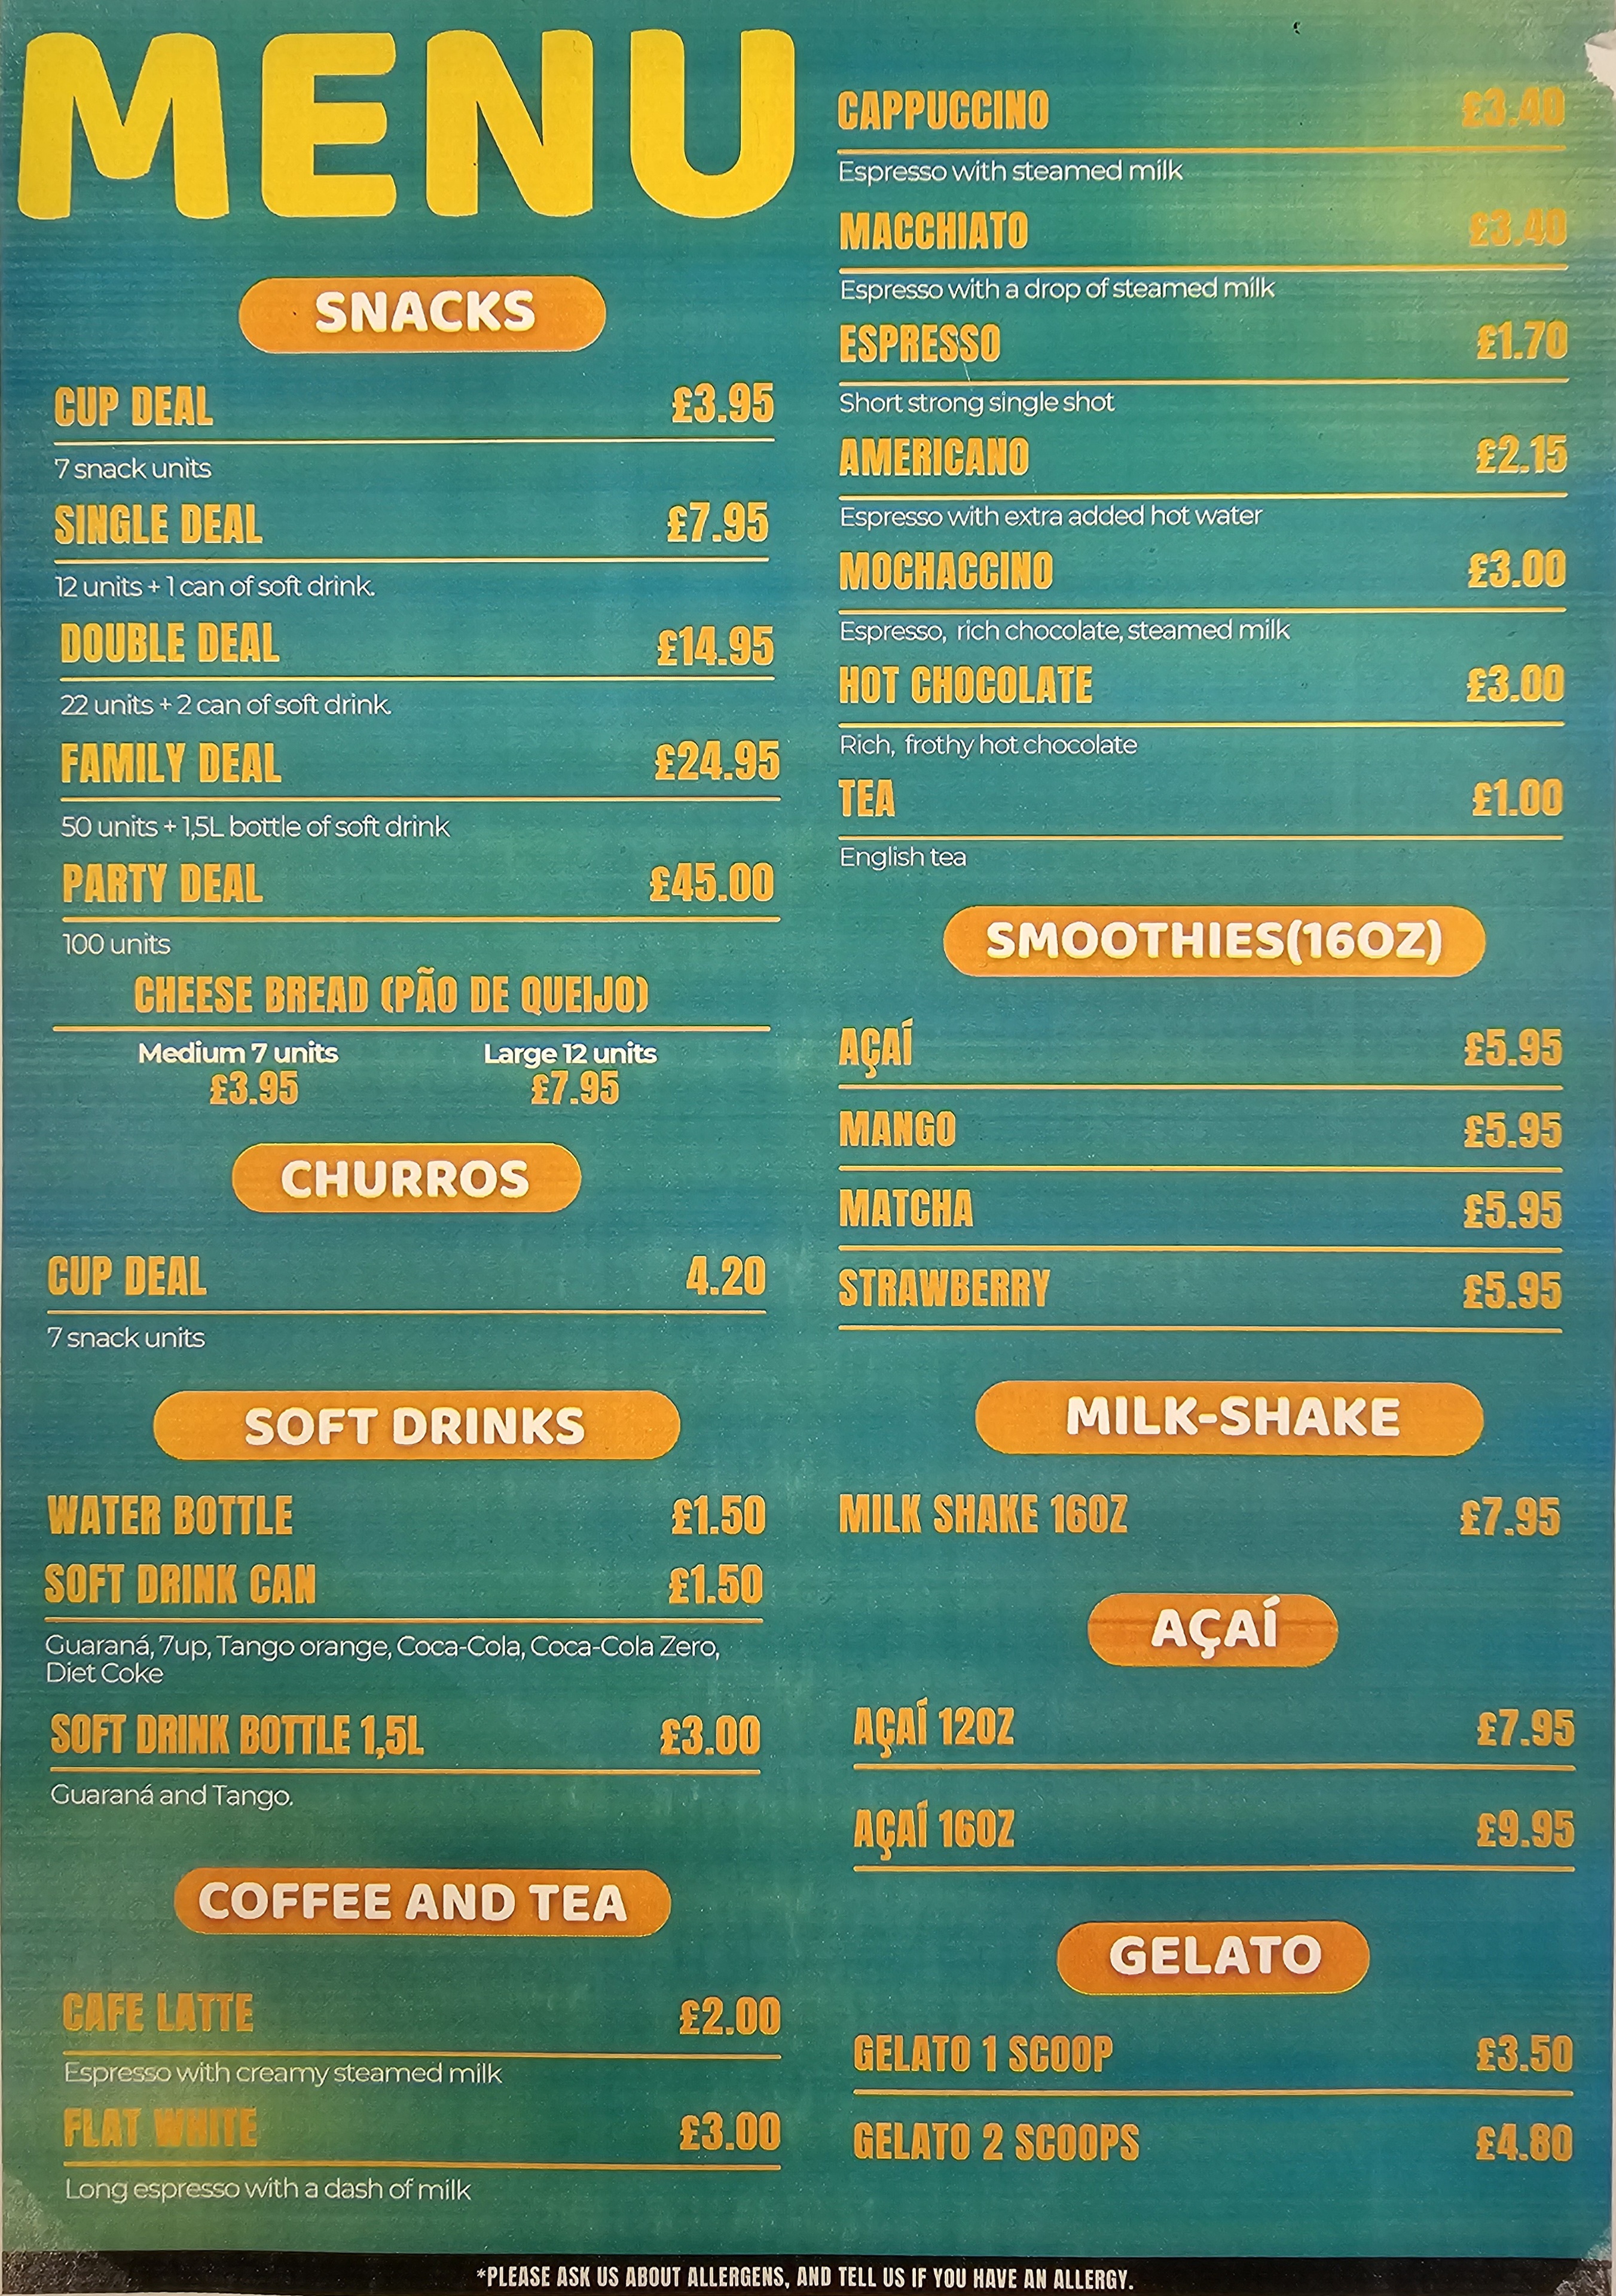 MENU
SNACKS
CUP DEAL £3.95
7 snack units
SINGLE DEAL £7.95
12 units + 1 can of soft drink.
DOUBLE DEAL £14.95
22 units + 2 can of soft drink.
FAMILY DEAL £24.95
50 units + 1,5L bottle of soft drink
PARTY DEAL £45.00
100 units
CHEESE BREAD (PÃO DE QUEIJO)
Medium 7 units Large 12 units
£3.95 £7.95
CHURROS
CUP DEAL 4.20
7 snack units
SOFT DRINKS
WATER BOTTLE £1.50
SOFT DRINK CAN £1.50
Guaraná, 7up, Tango orange, Coca-Cola, Coca-Cola Zero,
Diet Coke
SOFT DRINK BOTTLE 1,5L £3.00
Guaraná and Tango.
COFFEE AND TEA
CAFE LATTE £2.00
Espresso with creamy steamed milk
FLAT WHITE £3.00
Long espresso with a dash of milk
CAPPUCCINO £3.40
Espresso with steamed milk
MACCHIATO £3.40
Espresso with a drop of steamed milk
ESPRESSO £1.70
Short strong single shot
AMERICANO £2.15
Espresso with extra added hot water
MOCHACCINO £3.00
Espresso, rich chocolate, steamed milk
HOT CHOCOLATE £3.00
Rich, frothy hot chocolate
TEA £1.00
English tea
SMOOTHIES(16OZ)
AÇAÍ £5.95
MANGO £5.95
MATCHA £5.95
STRAWBERRY £5.95
MILK-SHAKE
MILK SHAKE 16OZ £7.95
AÇAÍ
AÇAÍ 12OZ £7.95
AÇAÍ 16OZ £9.95
GELATO
GELATO 1 SCOOP £3.50
GELATO 2 SCOOPS £4.80
*PLEASE ASK US ABOUT ALLERGENS, AND TELL US IF YOU HAVE AN ALLERGY.